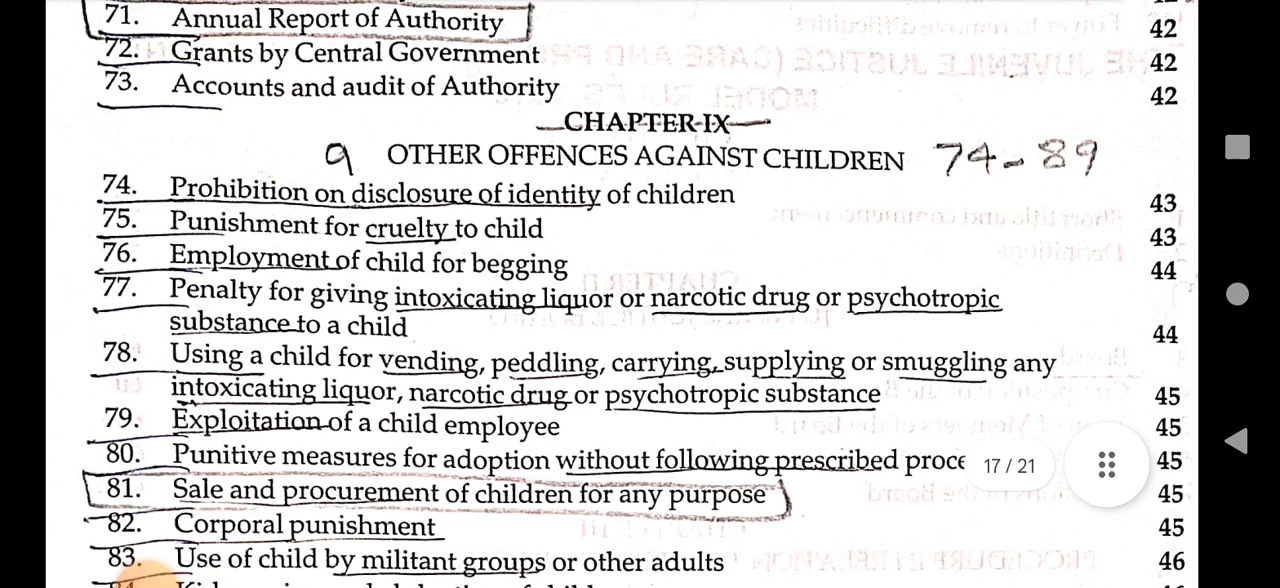 71. Annual Report of Authority 42
72. Grants by Central Government 42
73. Accounts and audit of Authority 42
CHAPTER-IX
9 OTHER OFFENCES AGAINST CHILDREN 74-89
74. Prohibition on disclosure of identity of children 43
75. Punishment for cruelty to child 43
76. Employment of child for begging 44
77. Penalty for giving intoxicating liquor or narcotic drug or psychotropic
substance to a child 44
78. Using a child for vending, peddling, carrying, supplying or smuggling any
intoxicating liquor, narcotic drug or psychotropic substance 45
79. Exploitation of a child employee 45
80. Punitive measures for adoption without following prescribed proce 45
17 / 21
81. Sale and procurement of children for any purpose 45
82. Corporal punishment 45
83. Use of child by militant groups or other adults 46